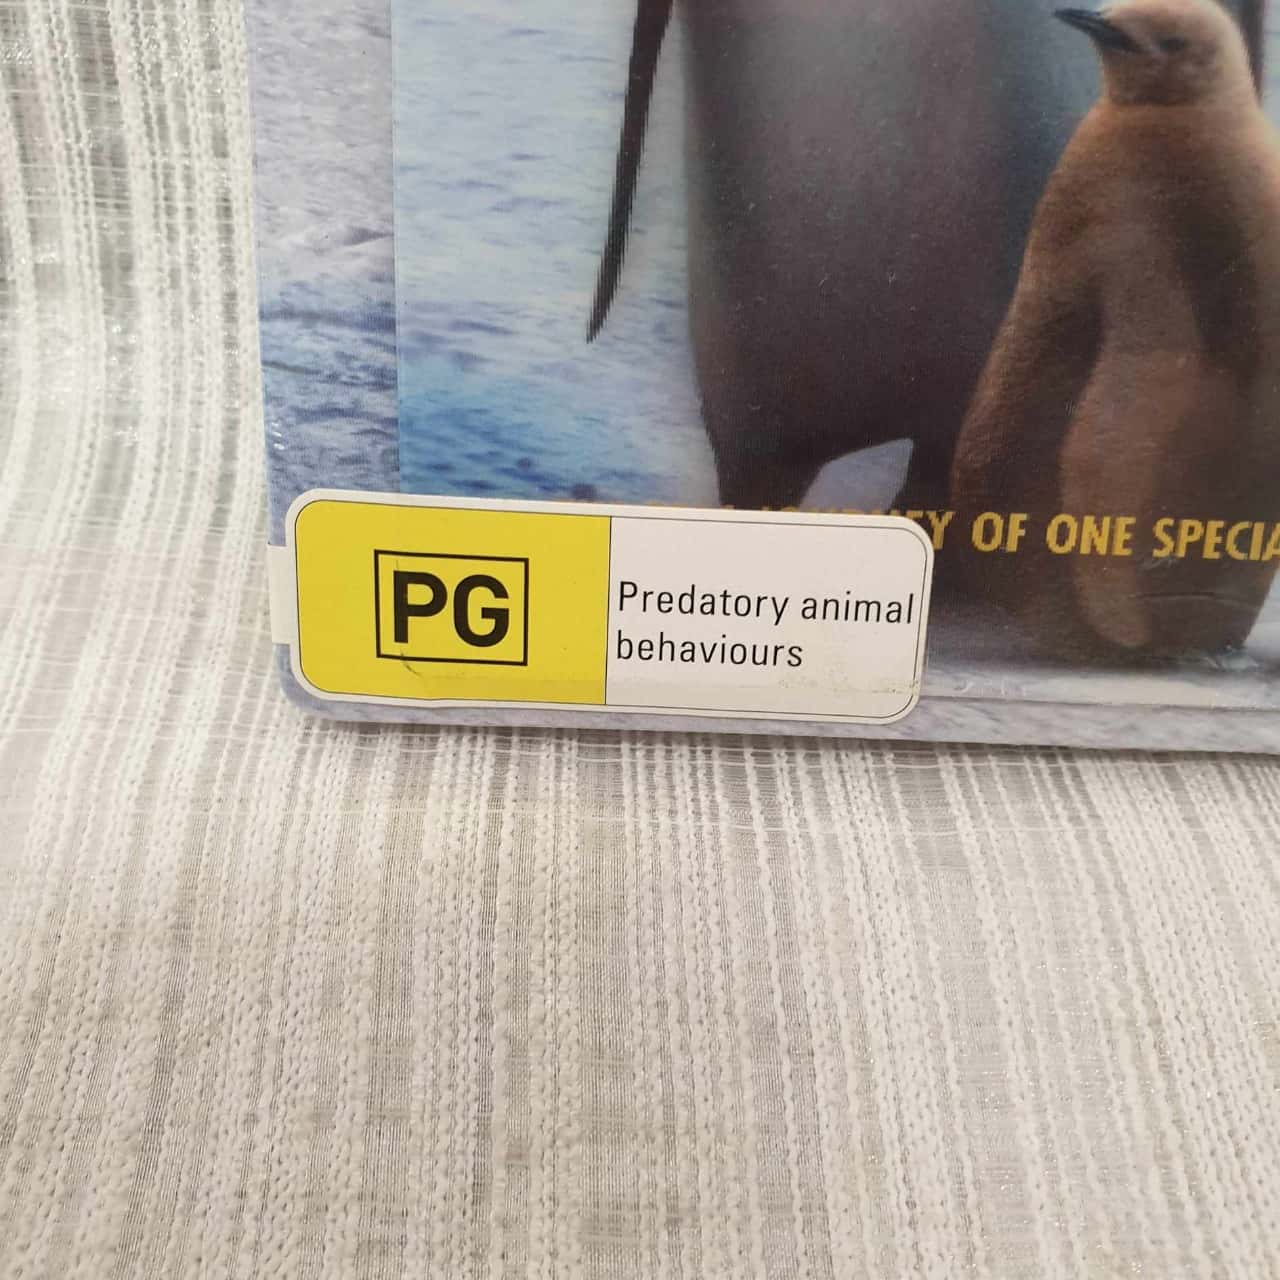 OF ONE SPECIA
PG
Predatory animal
behaviours